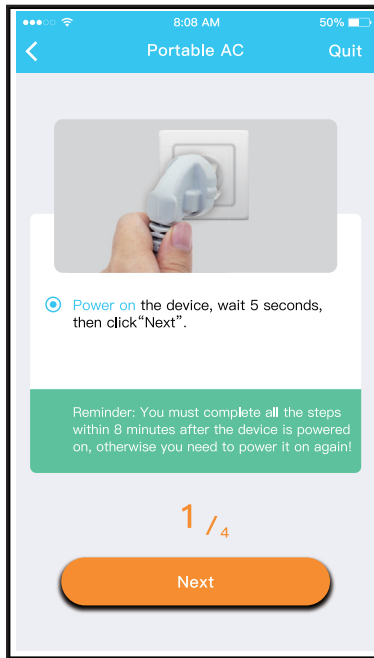 8:08 AM
50%
Portable AC
Quit
Power on the device, wait 5 seconds,
then click“Next”.
Reminder: You must complete all the steps
within 8 minutes after the device is powered
on, otherwise you need to power it on again!
1 / 4
Next